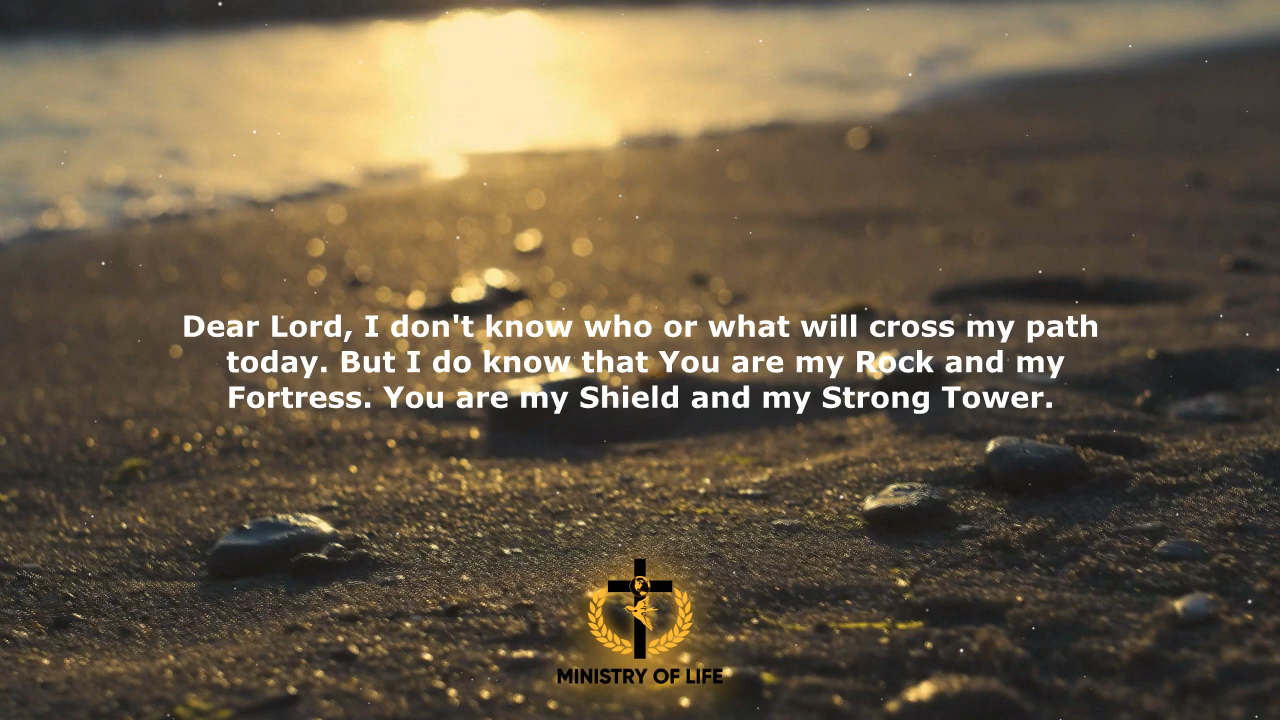 Dear Lord, I don't know who or what will cross my path
today. But I do know that You are my Rock and my
Fortress. You are my Shield and my Strong Tower.
MINISTRY OF LIFE